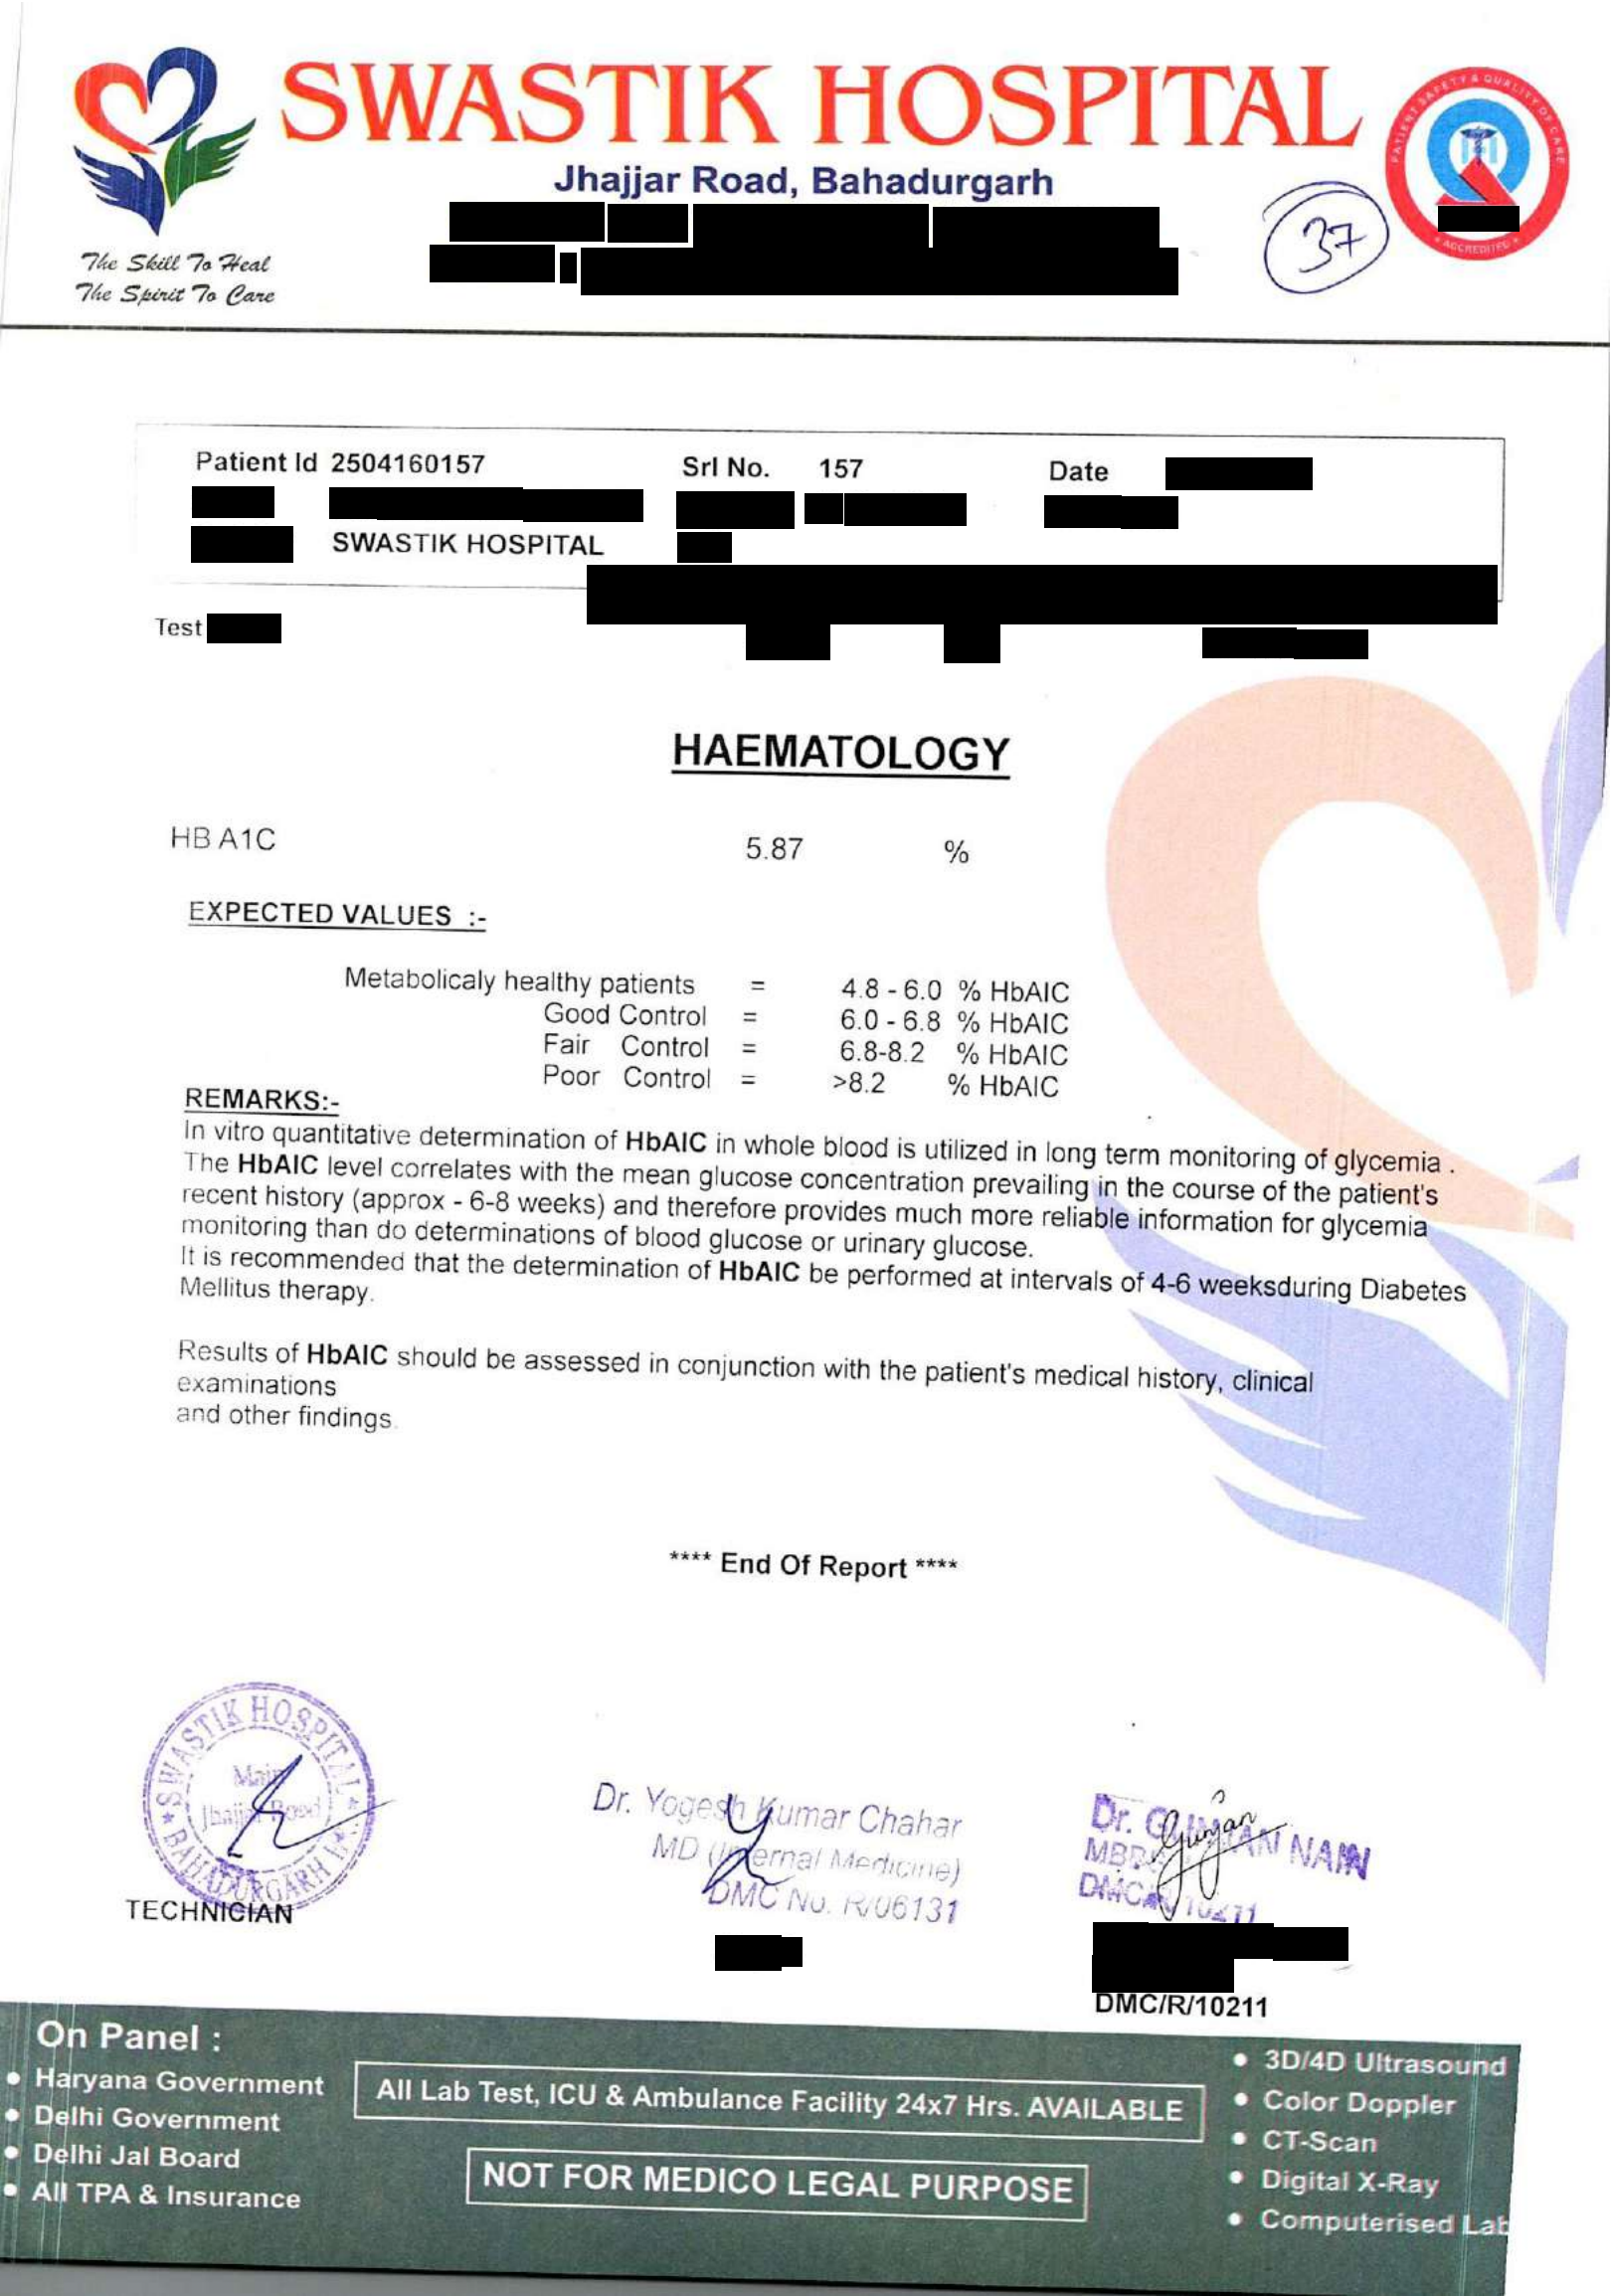 SWASTIK HOSPITAL
Jhajjar Road, Bahadurgarh
The Skill To Heal
The Spirit To Care
PATIENT SAFETY & QUALITY OF CARE
ACCREDITED
37
Patient Id 2504160157 Srl No. 157 Date
SWASTIK HOSPITAL
Test
HAEMATOLOGY
HB A1C 5.87 %
EXPECTED VALUES :-
Metabolicaly healthy patients = 4.8 - 6.0 % HbAIC
Good Control = 6.0 - 6.8 % HbAIC
Fair Control = 6.8-8.2 % HbAIC
Poor Control = >8.2 % HbAIC
REMARKS:-
In vitro quantitative determination of HbAIC in whole blood is utilized in long term monitoring of glycemia .
The HbAIC level correlates with the mean glucose concentration prevailing in the course of the patient's
recent history (approx - 6-8 weeks) and therefore provides much more reliable information for glycemia
monitoring than do determinations of blood glucose or urinary glucose.
It is recommended that the determination of HbAIC be performed at intervals of 4-6 weeksduring Diabetes
Mellitus therapy.
Results of HbAIC should be assessed in conjunction with the patient's medical history, clinical
examinations
and other findings.
**** End Of Report ****
SWASTIK HOSPITAL
Main
Jhajjar Road
BAHADURGARH
TECHNICIAN
Dr. Yogesh Kumar Chahar
MD (Internal Medicine)
DMC No. R/06131
Dr. GUNJAN NAIN
Gunjan
DMC/R/10211
DMC/R/10211
On Panel :
• Haryana Government
• Delhi Government
• Delhi Jal Board
• All TPA & Insurance
All Lab Test, ICU & Ambulance Facility 24x7 Hrs. AVAILABLE
NOT FOR MEDICO LEGAL PURPOSE
• 3D/4D Ultrasound
• Color Doppler
• CT-Scan
• Digital X-Ray
• Computerised Lab